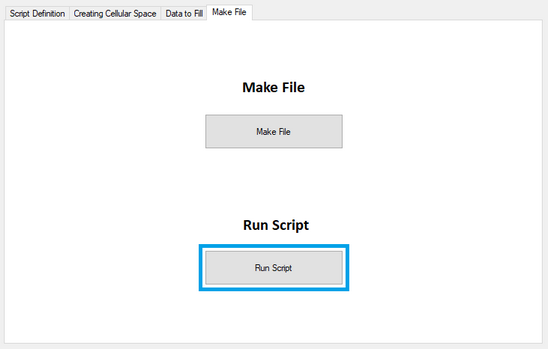 Script Definition Creating Cellular Space Data to Fill Make File
Make File
Make File
Run Script
Run Script